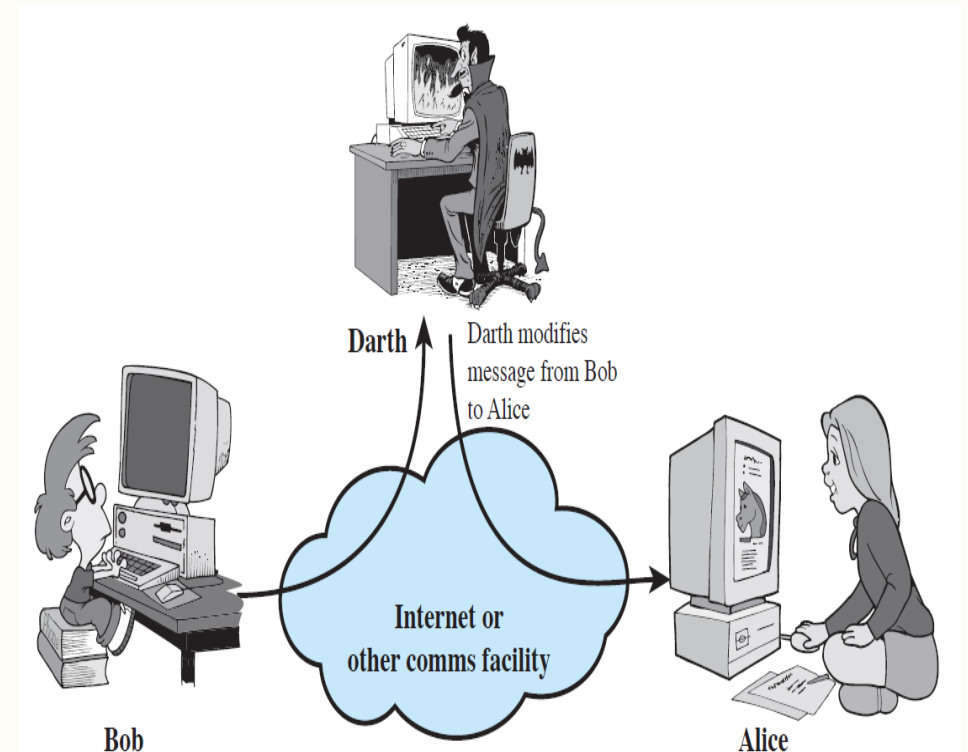 Darth
Darth modifies
message from Bob
to Alice
Internet or
other comms facility
Bob
Alice